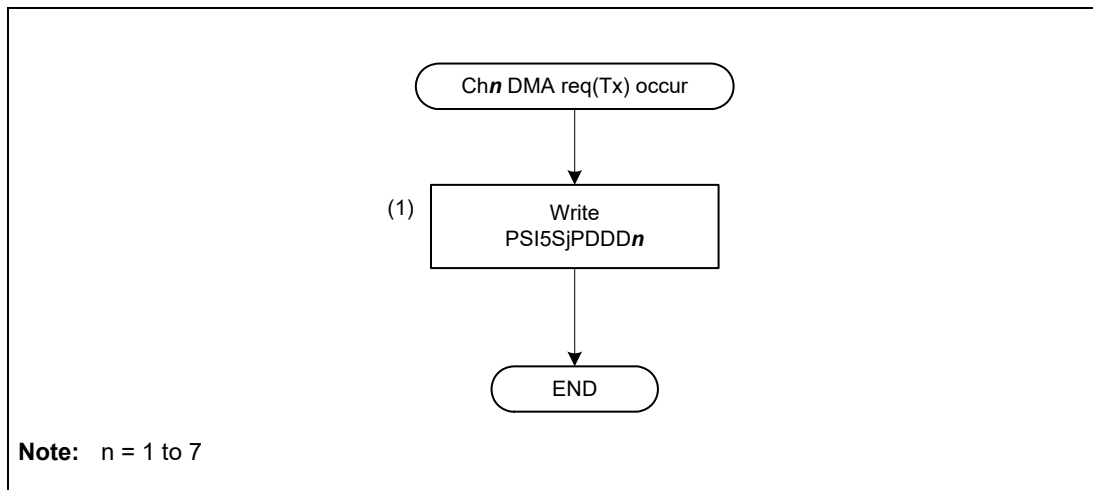 Chn DMA req(Tx) occur
(1)
Write
PSI5SjPDDDn
END
Note: n = 1 to 7